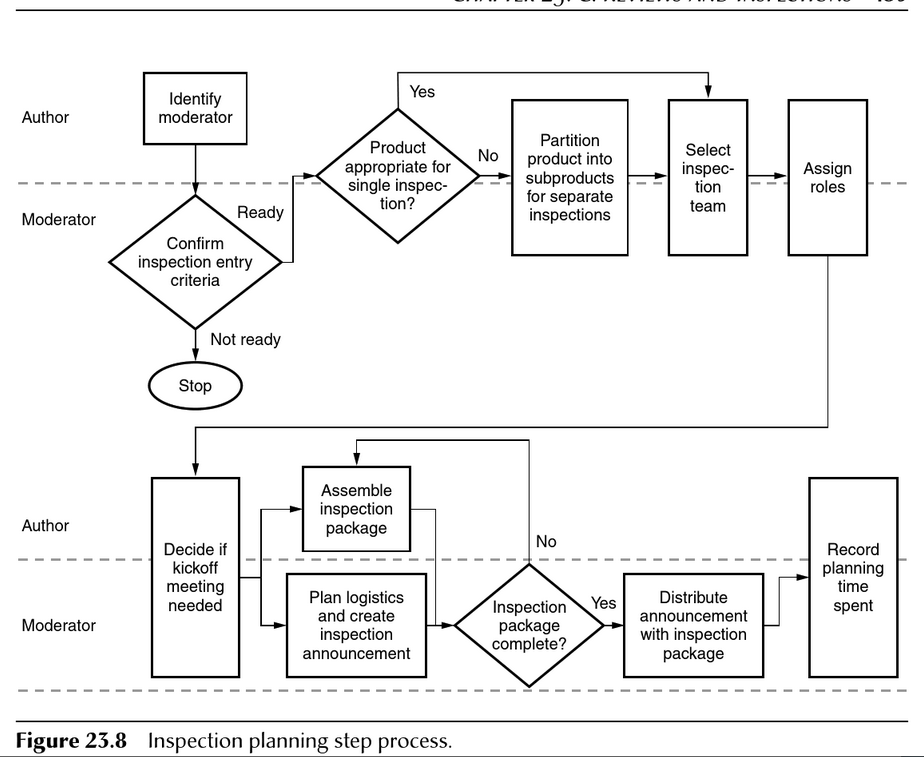 CHAPTER 23. C. REVIEWS AND INSPECTIONS
Identify
moderator
Author
Yes
Product
appropriate for
single inspec-
tion?
No
Partition
product into
subproducts
for separate
inspections
Select
inspec-
tion
team
Assign
roles
Moderator
Ready
Confirm
inspection entry
criteria
Not ready
Stop
Author
Assemble
inspection
package
No
Decide if
kickoff
meeting
needed
Record
planning
time
spent
Moderator
Plan logistics
and create
inspection
announcement
Inspection
package
complete?
Yes
Distribute
announcement
with inspection
package
Figure 23.8 Inspection planning step process.